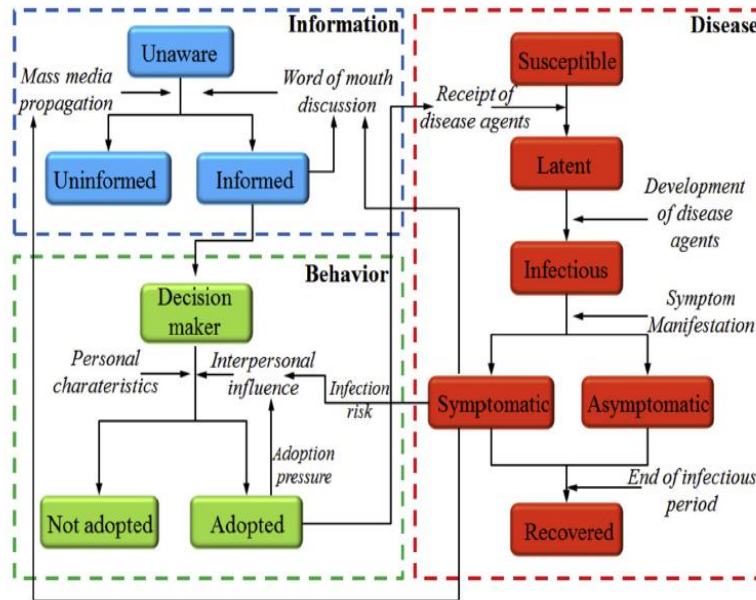 Information
Unaware
Mass media
propagation
Word of mouth
discussion
Uninformed
Informed
Behavior
Decision
maker
Personal
charateristics
Interpersonal
influence
Infection
risk
Adoption
pressure
Not adopted
Adopted
Disease
Susceptible
Receipt of
disease agents
Latent
Development
of disease
agents
Infectious
Symptom
Manifestation
Symptomatic
Asymptomatic
End of infectious
period
Recovered